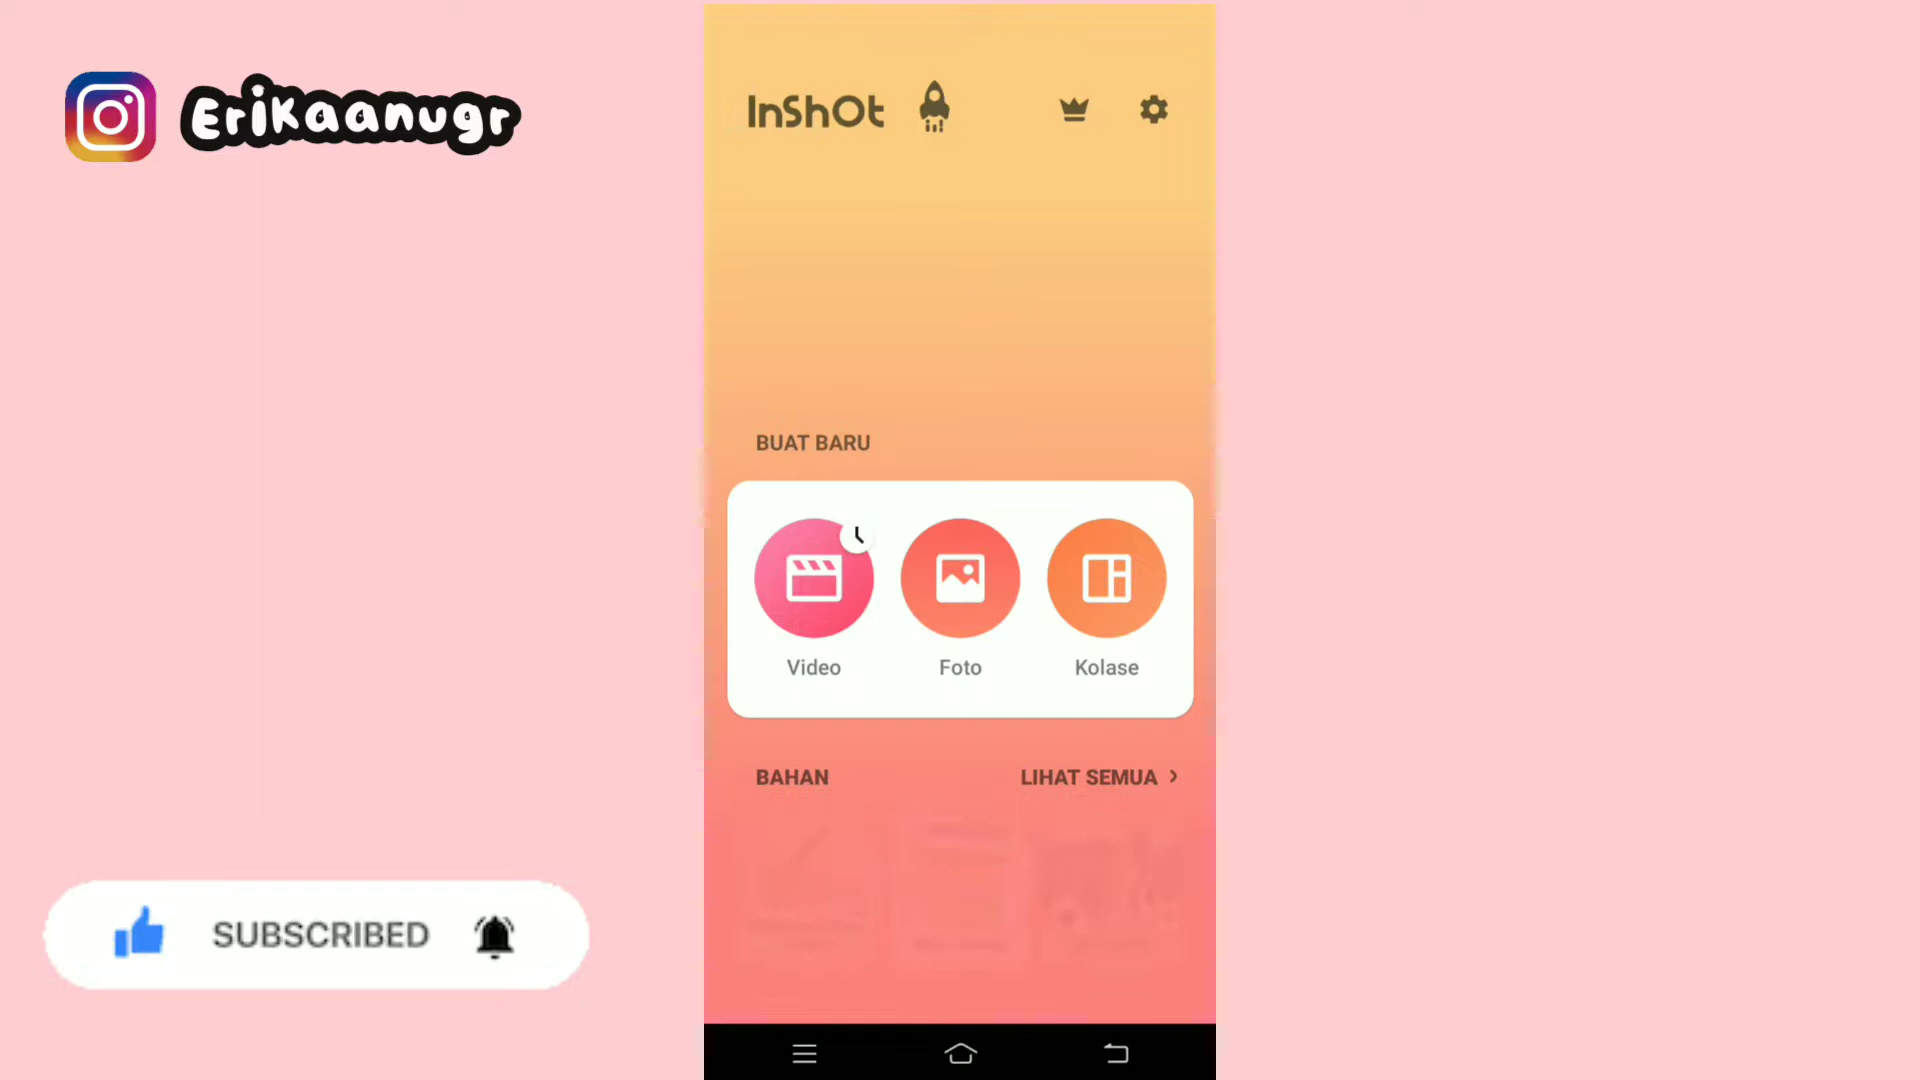 Erikaanugr
InShOt
BUAT BARU
Video
Foto
Kolase
BAHAN
LIHAT SEMUA
SUBSCRIBED